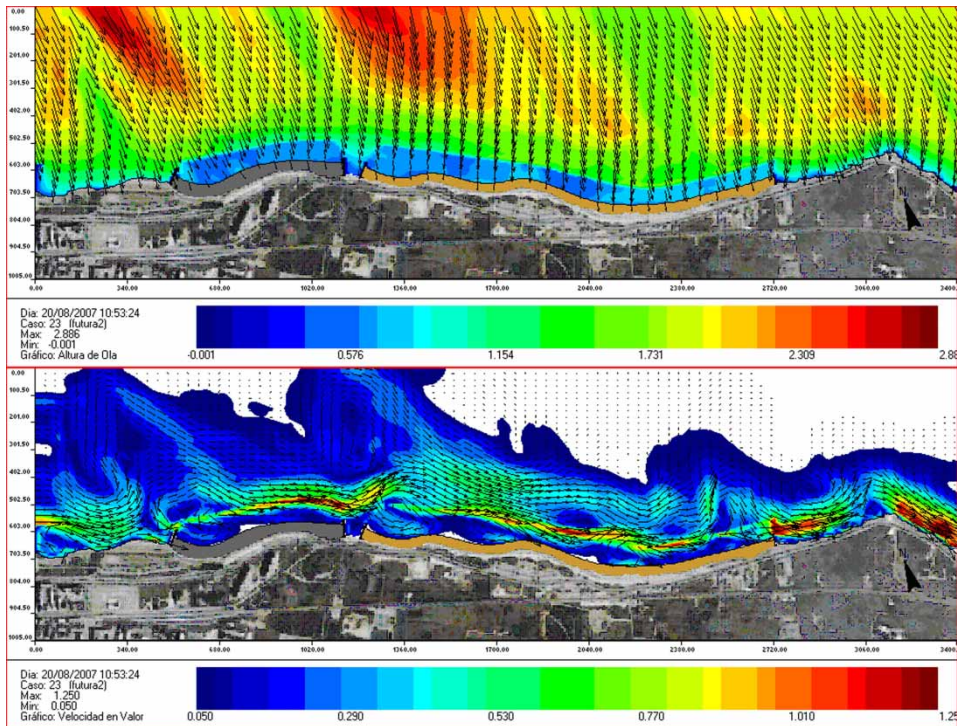 0.00
100.50
201.00
301.50
402.00
502.50
603.00
703.50
804.00
904.50
1005.00
N
0.00 340.00 680.00 1020.00 1360.00 1700.00 2040.00 2380.00 2720.00 3060.00 3400
Dia: 20/08/2007 10:53:24
Caso: 23 (futura2)
Max: 2.886
Min: -0.001
Gráfico: Altura de Ola
-0.001 0.576 1.154 1.731 2.309 2.88
0.00
100.50
201.00
301.50
402.00
502.50
603.00
703.50
804.00
904.50
1005.00
N
0.00 340.00 680.00 1020.00 1360.00 1700.00 2040.00 2380.00 2720.00 3060.00 3400
Dia: 20/08/2007 10:53:24
Caso: 23 (futura2)
Max: 1.250
Min: 0.050
Gráfico: Velocidad en Valor
0.050 0.290 0.530 0.770 1.010 1.25